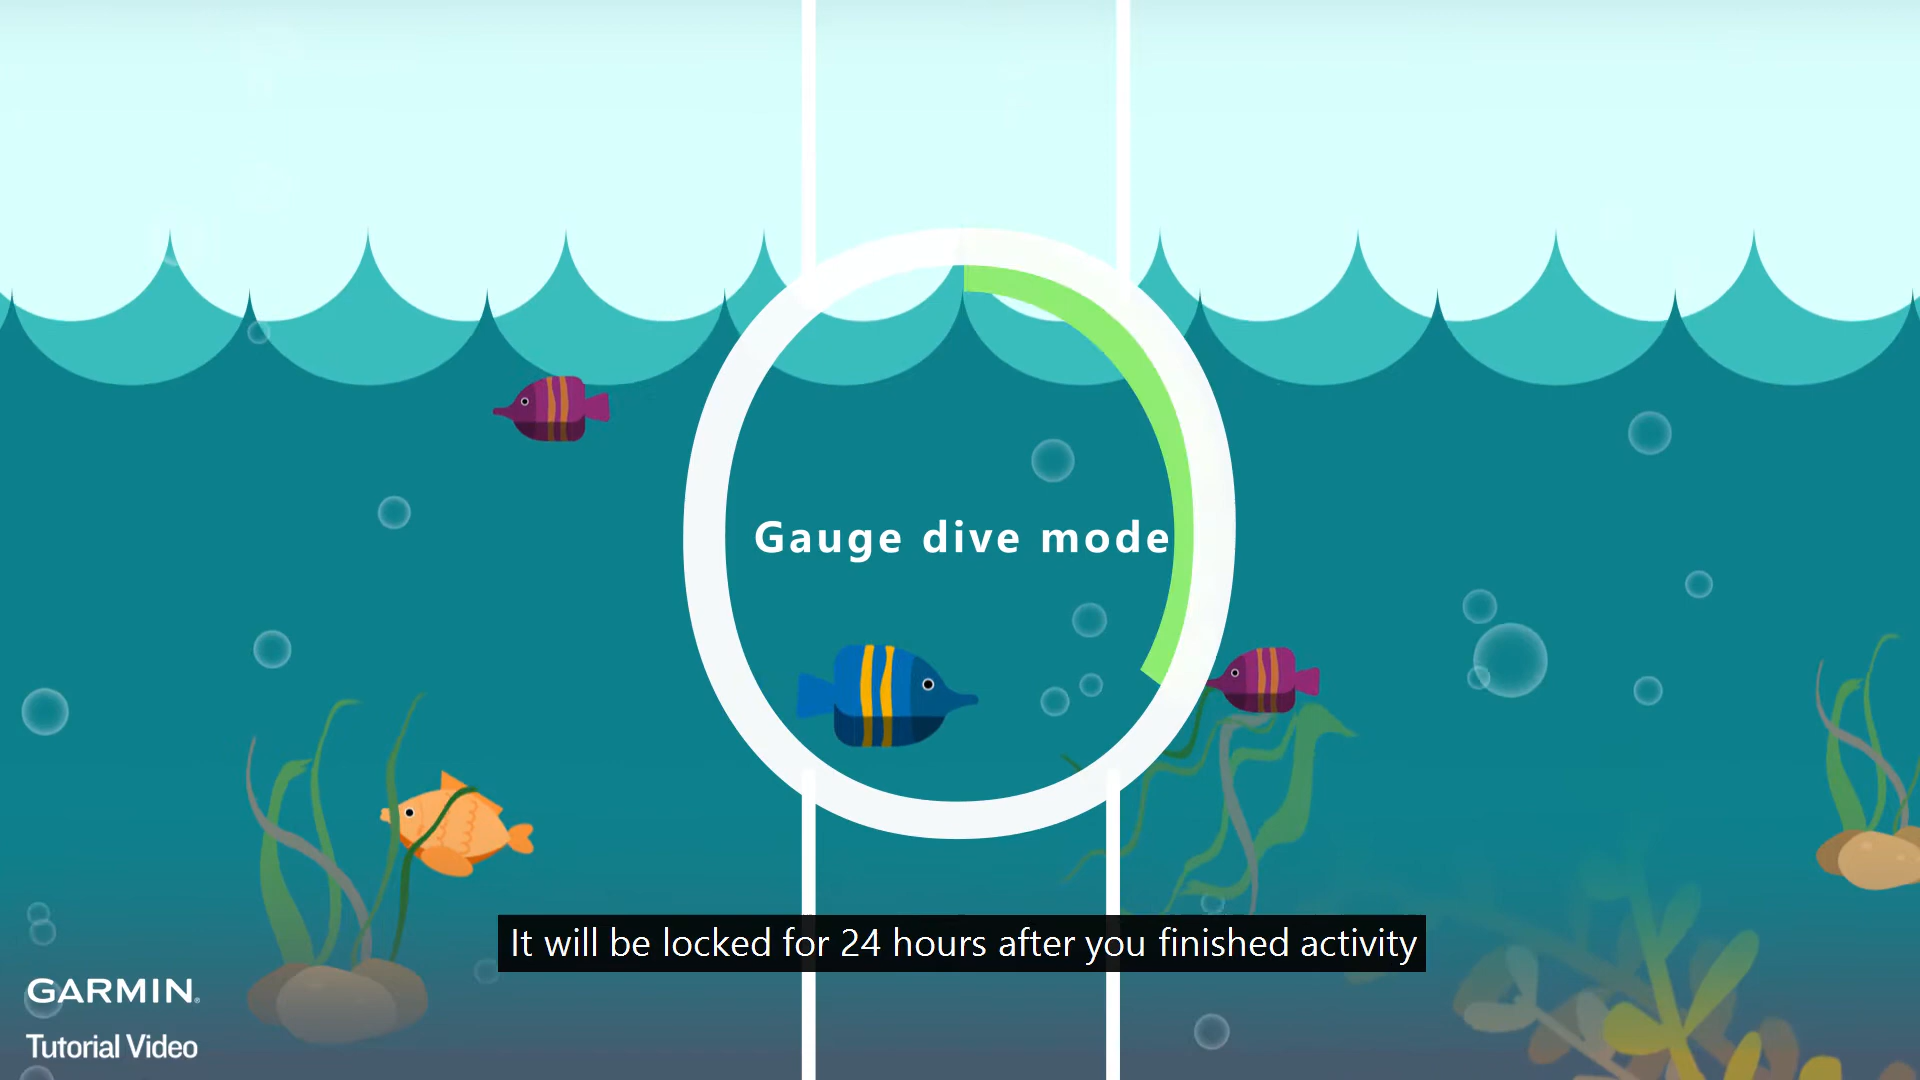 Gauge dive mode
It will be locked for 24 hours after you finished activity
GARMIN®
Tutorial Video